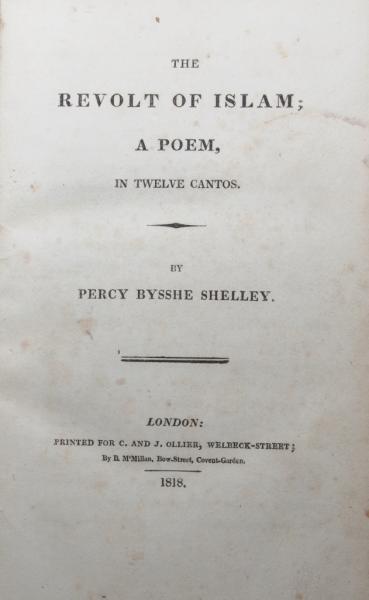 THE
REVOLT OF ISLAM;
A POEM,
IN TWELVE CANTOS.
BY
PERCY BYSSHE SHELLEY.
LONDON:
PRINTED FOR C. AND J. OLLIER, WELBECK-STREET;
By B. M'Millan, Bow-Street, Covent-Garden.
1818.